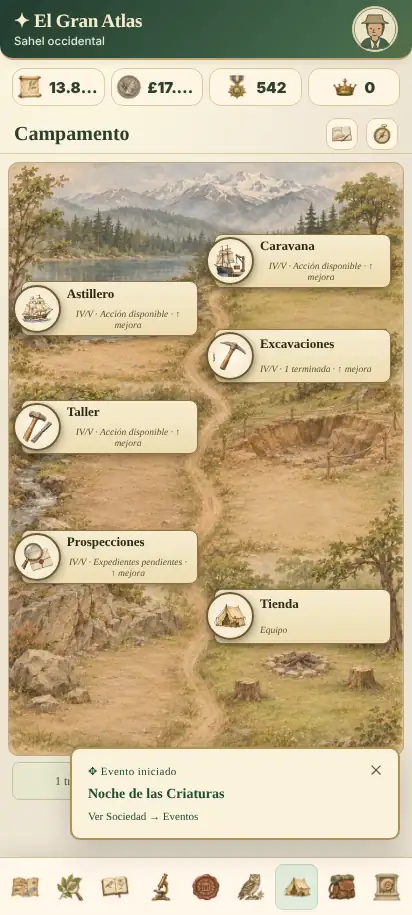 ✦ El Gran Atlas
Sahel occidental
13.8...
£17....
542
0
Campamento
Caravana
IV/V · Acción disponible · ↑
mejora
Astillero
IV/V · Acción disponible · ↑
mejora
Excavaciones
IV/V · 1 terminada · ↑ mejora
Taller
IV/V · Acción disponible · ↑
mejora
Prospecciones
IV/V · Expedientes pendientes ·
↑ mejora
Tienda
Equipo
1
✥ Evento iniciado
Noche de las Criaturas
Ver Sociedad → Eventos